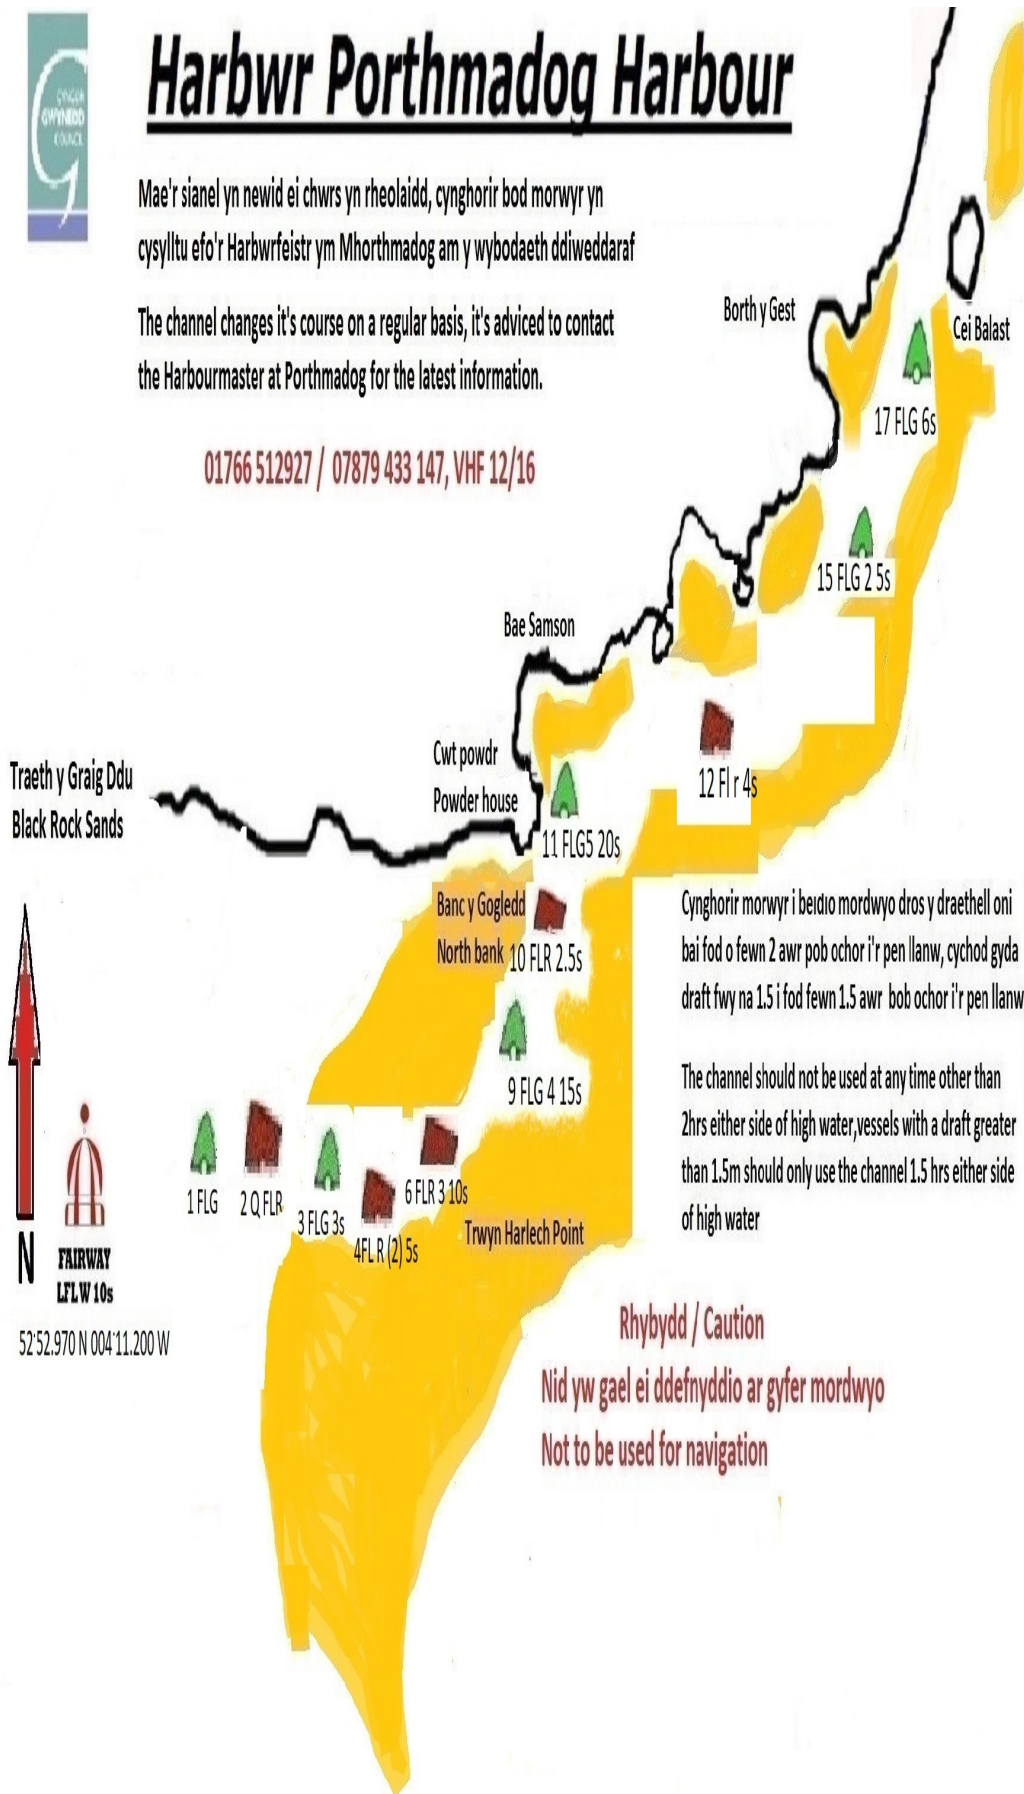 Harbwr Porthmadog Harbour
CYNGOR
GWYNEDD
COUNCIL
Mae'r sianel yn newid ei chwrs yn rheolaidd, cynghorir bod morwyr yn
cysylltu efo'r Harbwrfeistr ym Mhorthmadog am y wybodaeth ddiweddaraf
The channel changes it's course on a regular basis, it's adviced to contact
the Harbourmaster at Porthmadog for the latest information.
01766 512927 / 07879 433 147, VHF 12/16
Borth y Gest
Cei Balast
17 FLG 6s
15 FLG 2 5s
Bae Samson
12 Fl r 4s
Cwt powdr
Powder house
Traeth y Graig Ddu
Black Rock Sands
11 FLG5 20s
Banc y Gogledd
North bank
10 FLR 2.5s
9 FLG 4 15s
Cynghorir morwyr i beidio mordwyo dros y draethell oni
bai fod o fewn 2 awr pob ochor i'r pen llanw, cychod gyda
draft fwy na 1.5 i fod fewn 1.5 awr bob ochor i'r pen llanw
The channel should not be used at any time other than
2hrs either side of high water,vessels with a draft greater
than 1.5m should only use the channel 1.5 hrs either side
of high water
1 FLG
2 Q FLR
3 FLG 3s
4FL R (2) 5s
6 FLR 3 10s
Trwyn Harlech Point
N
FAIRWAY
LFLW 10s
52'52.970 N 004'11.200 W
Rhybydd / Caution
Nid yw gael ei ddefnyddio ar gyfer mordwyo
Not to be used for navigation